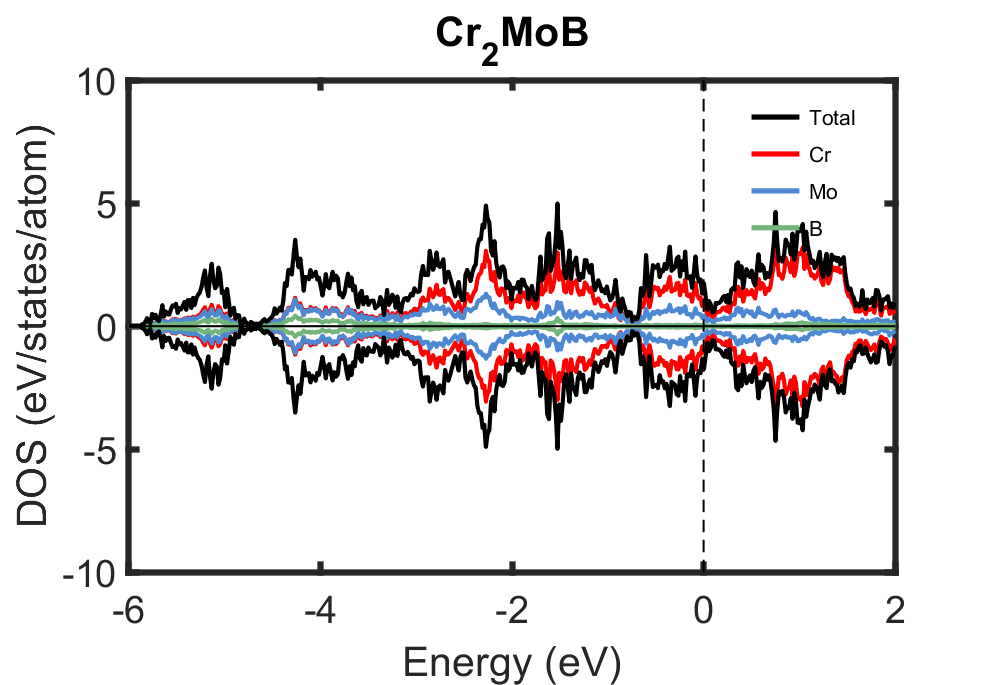 Cr₂MoB
DOS (eV/states/atom)
10
5
0
-5
-10
Total
Cr
Mo
B
-6 -4 -2 0 2
Energy (eV)